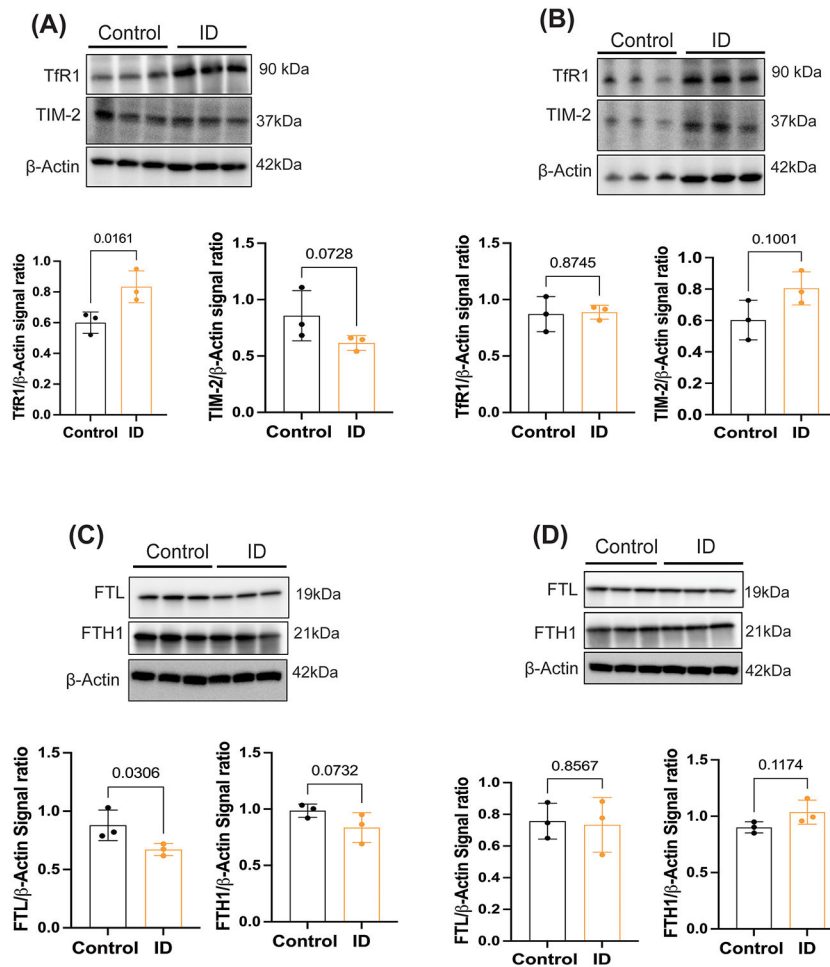 (A)
Control ID
TfR1 90 kDa
TIM-2 37kDa
β-Actin 42kDa
TfR1/β-Actin signal ratio
1.0
0.8
0.6
0.4
0.2
0.0
0.0161
Control ID
TIM-2/β-Actin signal ratio
1.5
1.0
0.5
0.0
0.0728
Control ID
(B)
Control ID
TfR1 90 kDa
TIM-2 37kDa
β-Actin 42kDa
TfR1/β-Actin signal ratio
1.5
1.0
0.5
0.0
0.8745
Control ID
TIM-2/β-Actin signal ratio
1.0
0.8
0.6
0.4
0.2
0.0
0.1001
Control ID
(C)
Control ID
FTL 19kDa
FTH1 21kDa
β-Actin 42kDa
FTL/β-Actin Signal ratio
1.5
1.0
0.5
0.0
0.0306
Control ID
FTH1/β-Actin Signal ratio
1.5
1.0
0.5
0.0
0.0732
Control ID
(D)
Control ID
FTL 19kDa
FTH1 21kDa
β-Actin 42kDa
FTL/β-Actin Signal ratio
1.0
0.8
0.6
0.4
0.2
0.0
0.8567
Control ID
FTH1/β-Actin Signal ratio
1.5
1.0
0.5
0.0
0.1174
Control ID